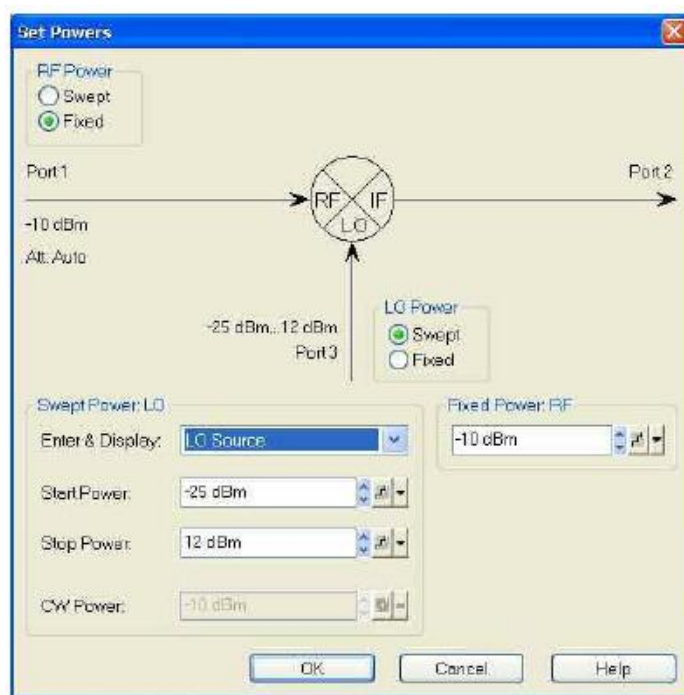 Set Powers
RF Power
Swept
Fixed
Port 1
Port 2
RF
IF
LO
-10 dBm
Att.: Auto
-25 dBm...12 dBm
Port 3
LO Power
Swept
Fixed
Swept Power: LO
Enter & Display:
LO Source
Start Power:
-25 dBm
Stop Power:
12 dBm
CW Power:
-10 dBm
Fixed Power: RF
-10 dBm
OK
Cancel
Help